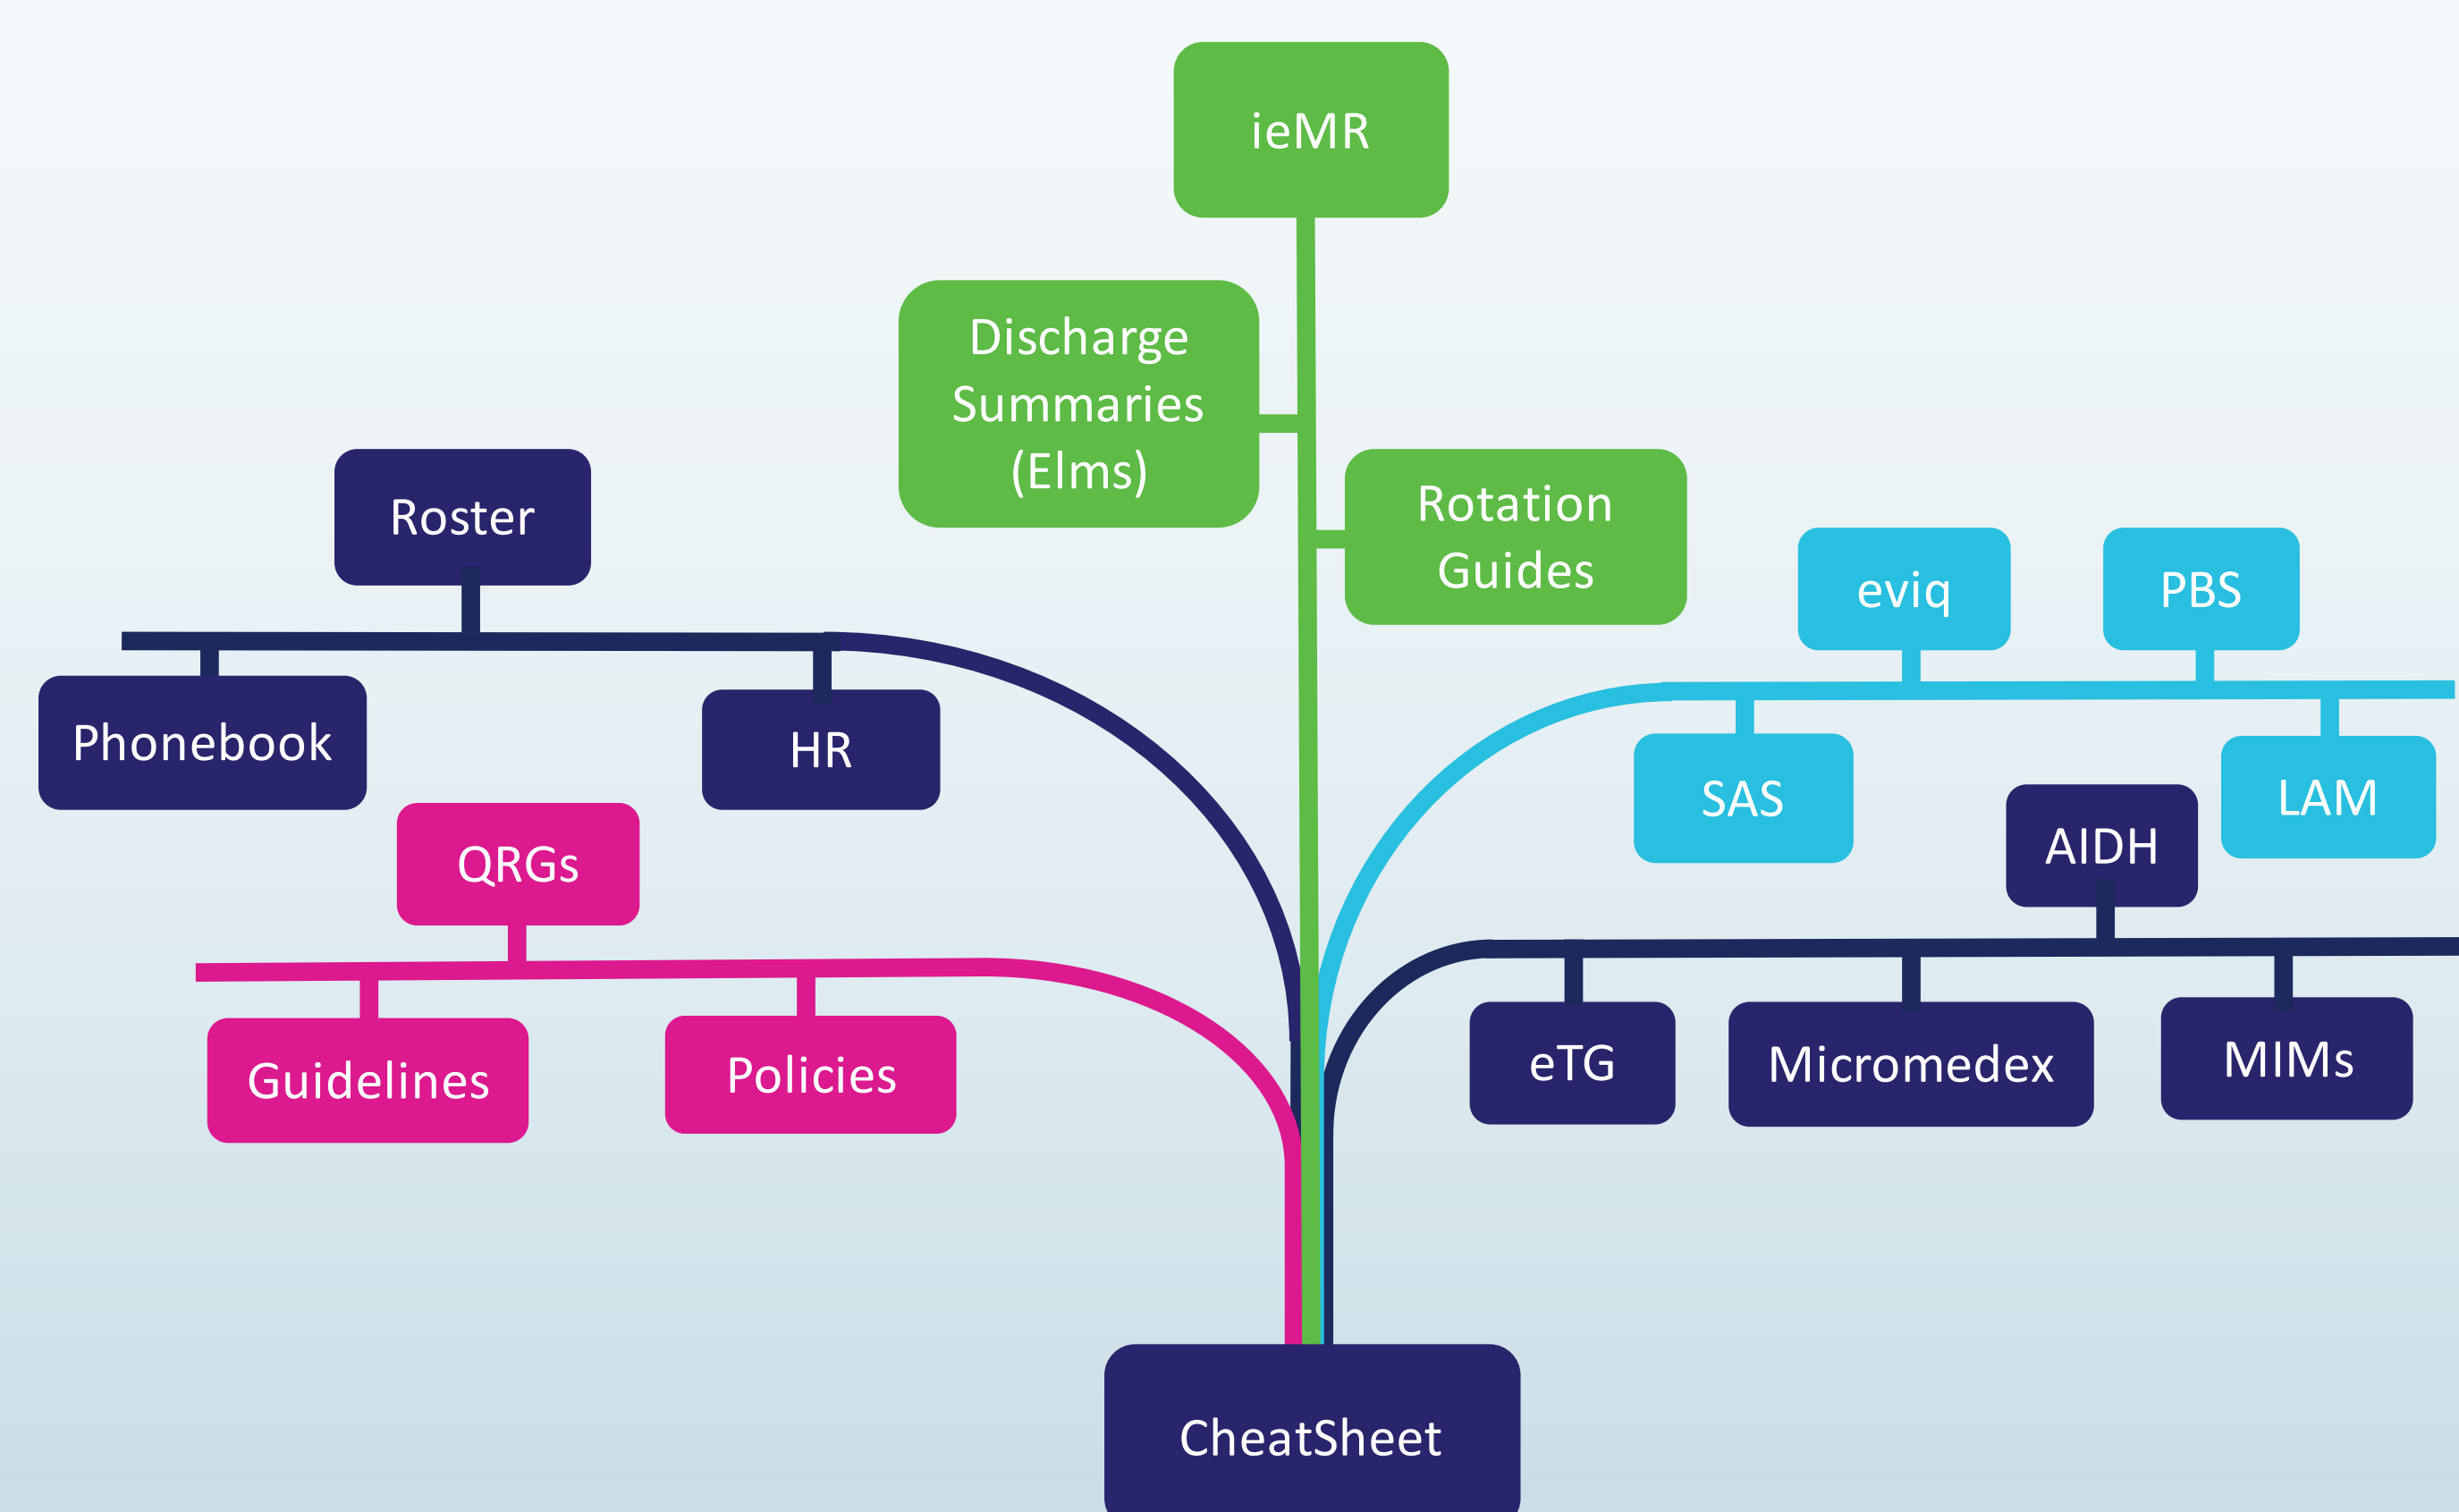 ieMR
Discharge
Summaries
(Elms)
Roster
Rotation
Guides
eviq
PBS
Phonebook
HR
SAS
LAM
QRGs
AIDH
Guidelines
Policies
eTG
Micromedex
MIMs
CheatSheet